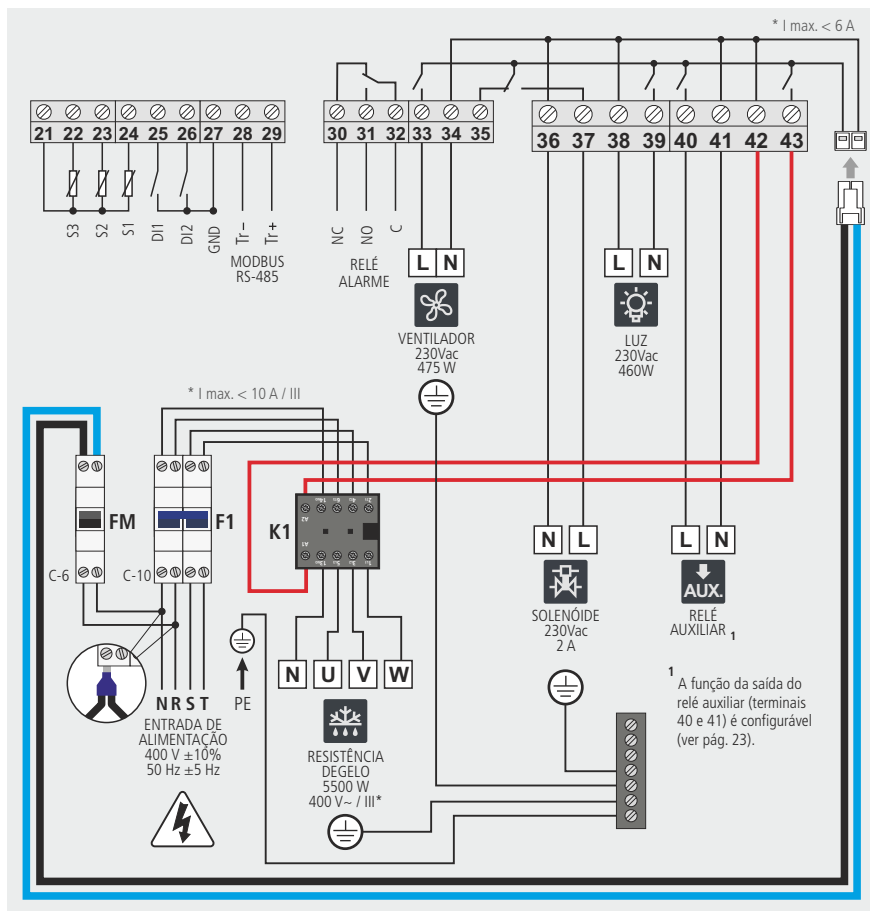 * I max. < 6 A
21 22 23 24 25 26 27 28 29
30 31 32 33 34 35
36 37 38 39 40 41 42 43
S3
S2
S1
DI1
DI2
GND
Tr−
Tr+
MODBUS
RS-485
NC
NO
C
RELÉ
ALARME
L N
VENTILADOR
230Vac
475 W
L N
LUZ
230Vac
460W
* I max. < 10 A / III
FM
F1
K1
C-6
C-10
A2
A1
N R S T
ENTRADA DE
ALIMENTAÇÃO
400 V ±10%
50 Hz ±5 Hz
PE
N U V W
RESISTÊNCIA
DEGELO
5500 W
400 V~ / III*
N L
SOLENÓIDE
230Vac
2 A
L N
AUX.
RELÉ
AUXILIAR 1
1 A função da saída do
relé auxiliar (terminais
40 e 41) é configurável
(ver pág. 23).